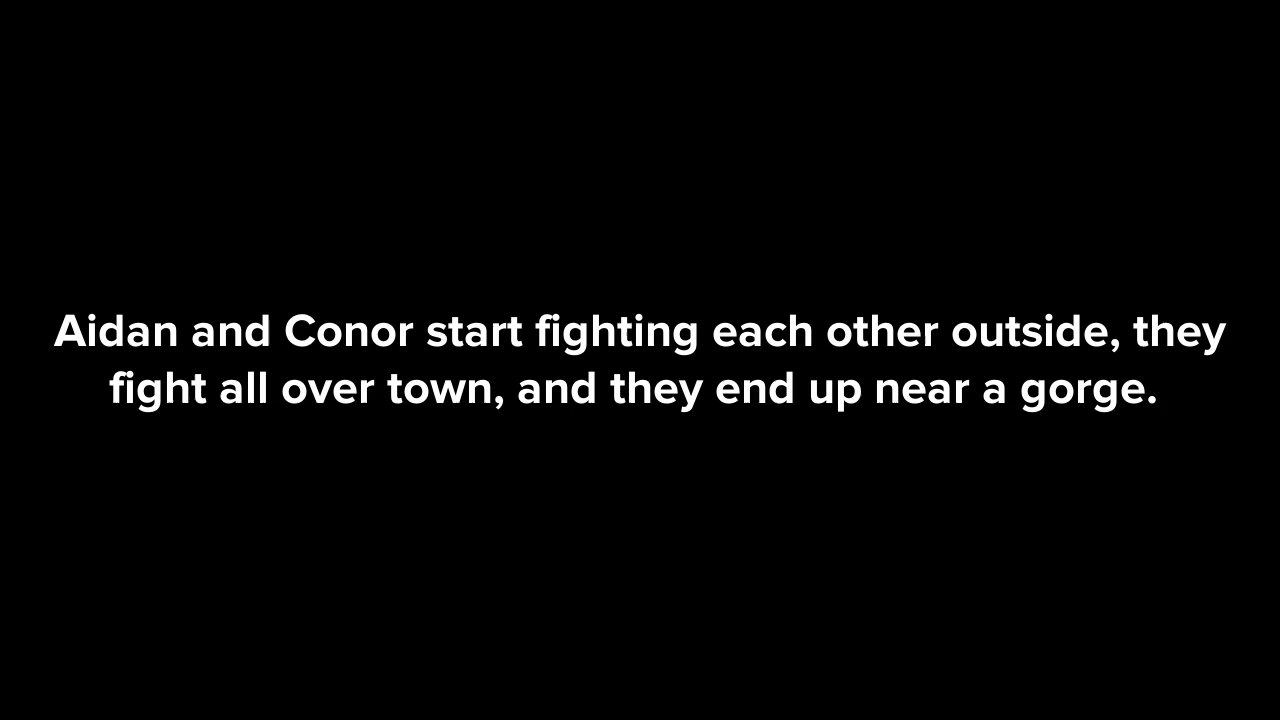 Aidan and Conor start fighting each other outside, they
fight all over town, and they end up near a gorge.